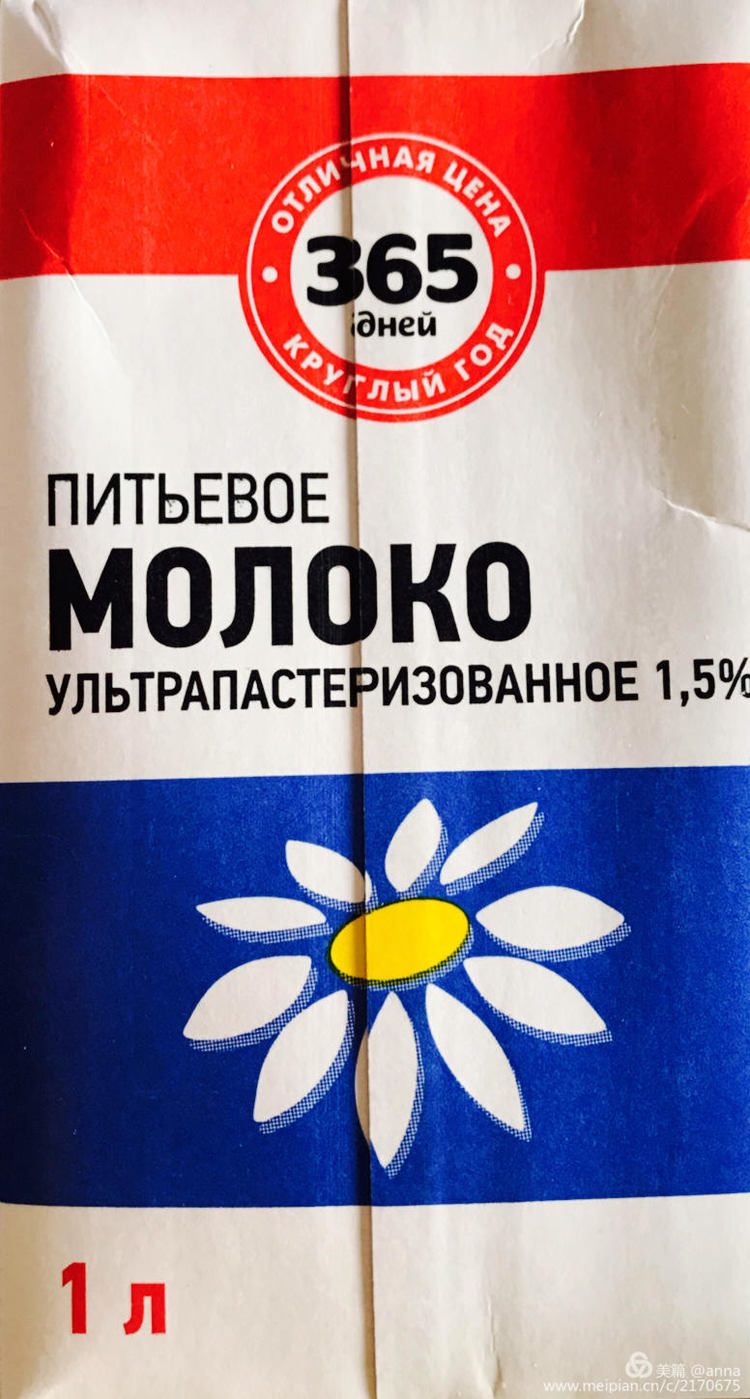 ОТЛИЧНАЯ ЦЕНА
365
дней
КРУГЛЫЙ ГОД
ПИТЬЕВОЕ
МОЛОКО
УЛЬТРАПАСТЕРИЗОВАННОЕ 1,5%
1 л
美篇 @anna
www.meipian.cn/c/2170675